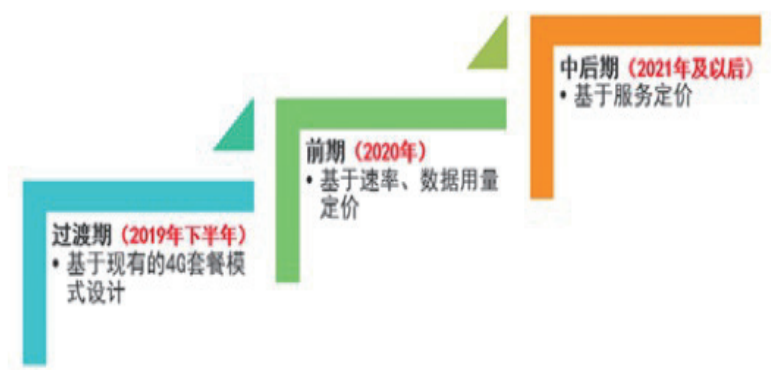 过渡期（2019年下半年）
• 基于现有的4G套餐模
式设计
前期（2020年）
• 基于速率、数据用量
定价
中后期（2021年及以后）
• 基于服务定价